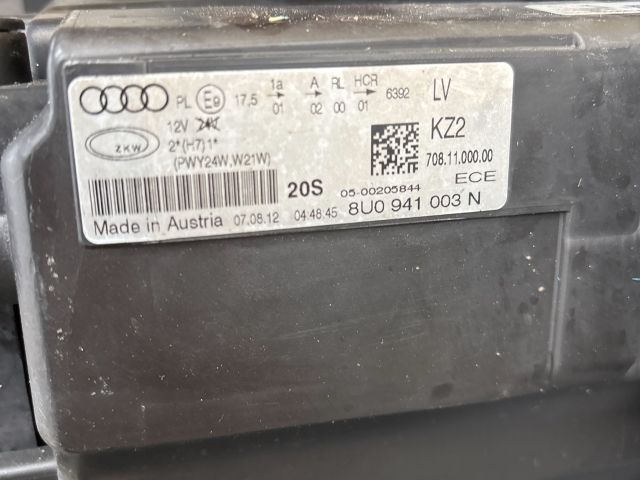 PL E9 17,5 1a → 01 A → 02 RL 00 HCR → 01 6392 LV
12V
ZKW 2*(H7)1* KZ2
(PWY24W,W21W) 708.11.000.00
20S 05-00205844 ECE
Made in Austria 07.08.12 04:48:45 8U0 941 003 N